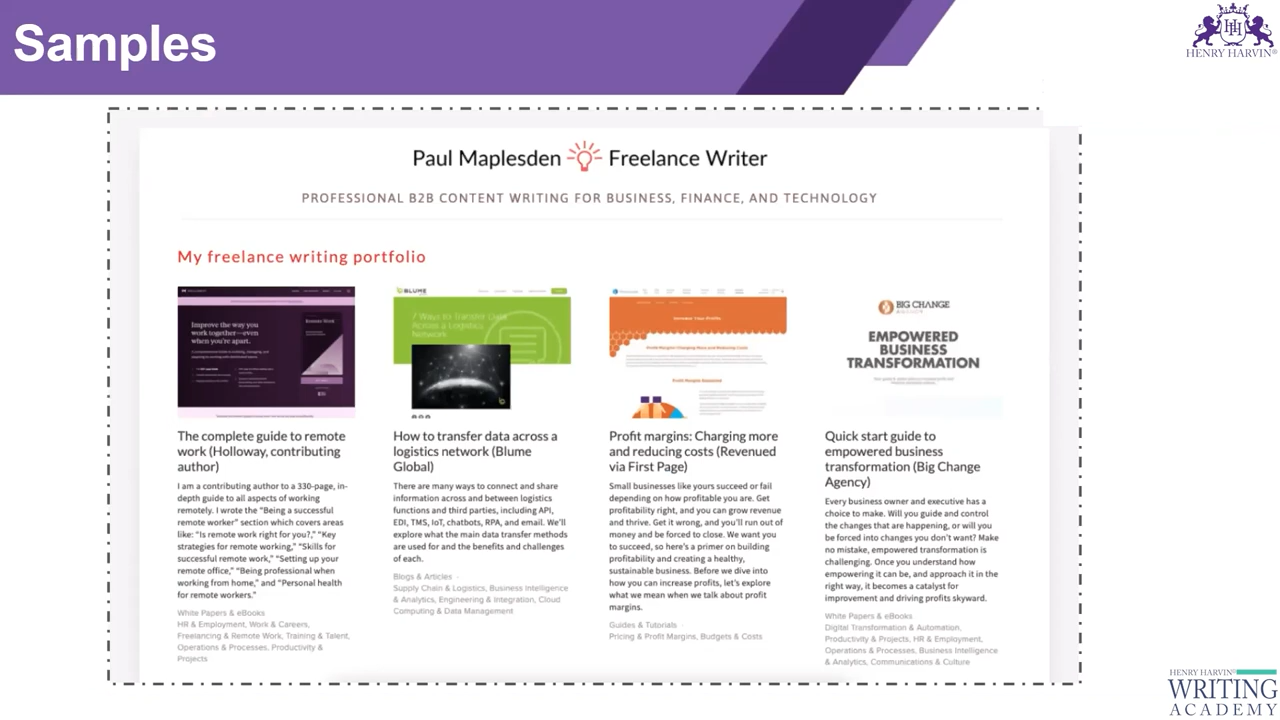 Samples
HENRY HARVIN®
Paul Maplesden Freelance Writer
PROFESSIONAL B2B CONTENT WRITING FOR BUSINESS, FINANCE, AND TECHNOLOGY
My freelance writing portfolio
Improve the way you
work together—even
when you're apart.
The complete guide to remote
work (Holloway, contributing
author)
I am a contributing author to a 330-page, in-
depth guide to all aspects of working
remotely. I wrote the "Being a successful
remote worker" section which covers areas
like: "Is remote work right for you?," "Key
strategies for remote working," "Skills for
successful remote work," "Setting up your
remote office," "Being professional when
working from home," and "Personal health
for remote workers."
White Papers & eBooks
HR & Employment, Work & Careers,
Freelancing & Remote Work, Training & Talent,
Operations & Processes, Productivity &
Projects
BLUME
7 Ways to Transfer Data
Across a Logistics
Network
How to transfer data across a
logistics network (Blume
Global)
There are many ways to connect and share
information across and between logistics
functions and third parties, including API,
EDI, TMS, IoT, chatbots, RPA, and email. We'll
explore what the main data transfer methods
are used for and the benefits and challenges
of each.
Blogs & Articles
Supply Chain & Logistics, Business Intelligence
& Analytics, Engineering & Integration, Cloud
Computing & Data Management
Increase Your Profits
Profit Margins: Charging More and Reducing Costs
Profit Margins: Charging more
and reducing costs (Revenued
via First Page)
Small businesses like yours succeed or fail
depending on how profitable you are. Get
profitability right, and you can grow revenue
and thrive. Get it wrong, and you'll run out of
money and be forced to close. We want you
to succeed, so here's a primer on building
profitability and creating a healthy,
sustainable business. Before we dive into
how you can increase profits, let's explore
what we mean when we talk about profit
margins.
Guides & Tutorials
Pricing & Profit Margins, Budgets & Costs
BIG CHANGE
AGENCY
EMPOWERED
BUSINESS
TRANSFORMATION
Quick start guide to
empowered business
transformation (Big Change
Agency)
Every business owner and executive has a
choice to make. Will you guide and control
the changes that are happening, or will you
be forced into changes you don't want? Make
no mistake, empowered transformation is
challenging. Once you understand how
empowering it can be, and approach it in the
right way, it becomes a catalyst for
improvement and driving profits skyward.
White Papers & eBooks
Digital Transformation & Automation,
Productivity & Projects, HR & Employment,
Operations & Processes, Business Intelligence
& Analytics, Communications & Culture
HENRY HARVIN®
WRITING
ACADEMY